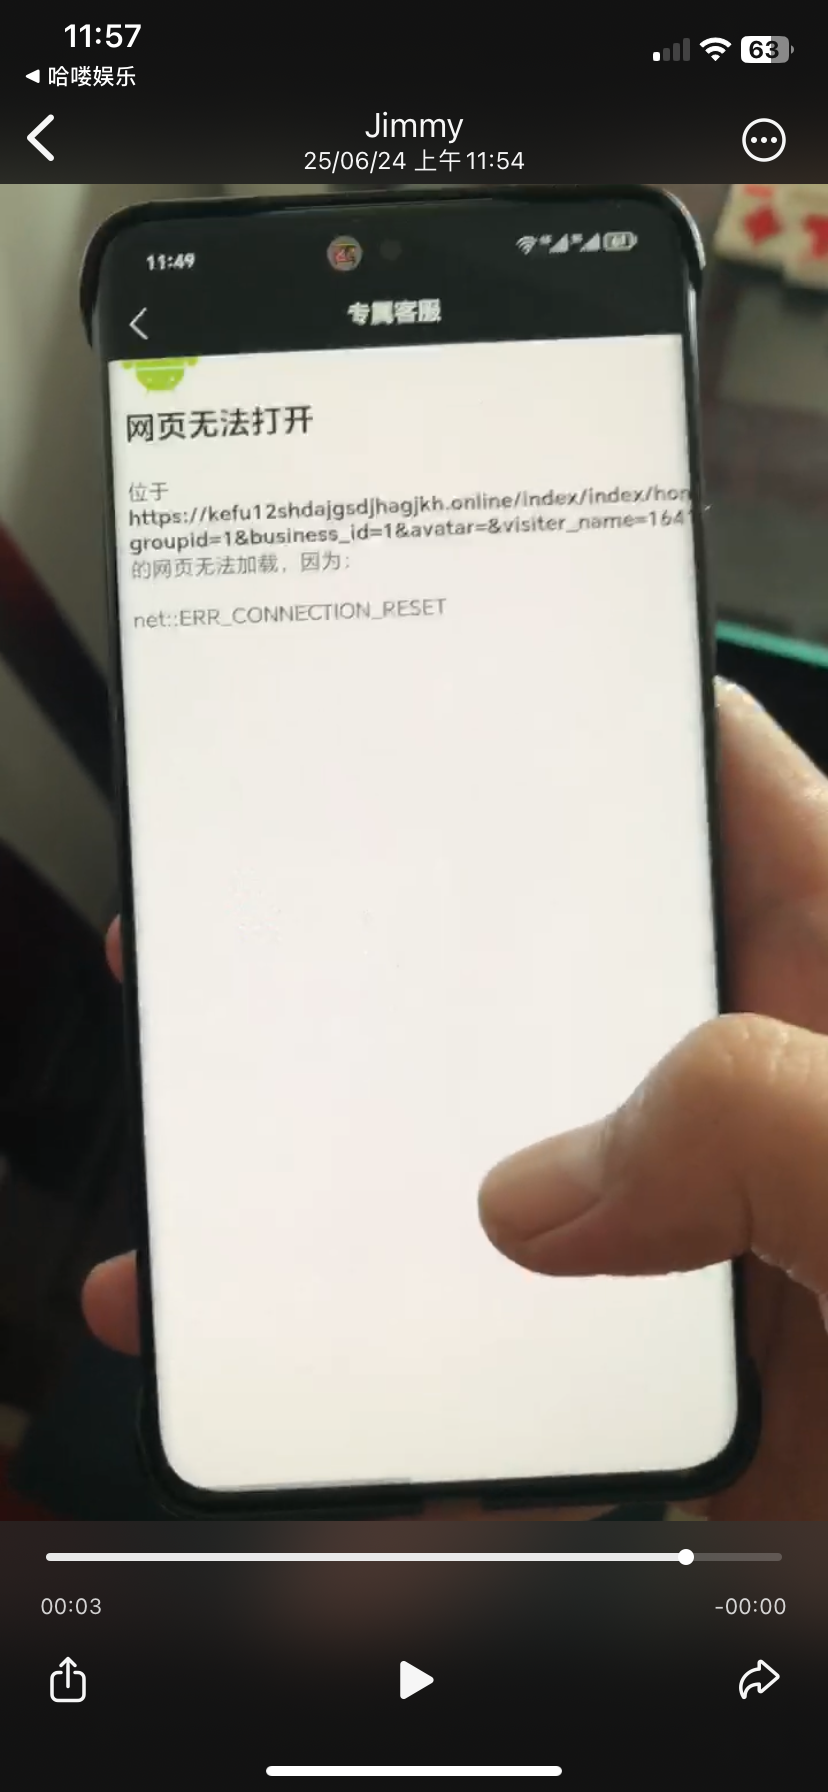 11:57
63
◀ 哈喽娱乐
Jimmy
25/06/24 上午 11:54
11:49
专属客服
网页无法打开
位于
https://kefu12shdajgsdjhagjkh.online/index/index/hon
groupid=1&business_id=1&avatar=&visiter_name=164
的网页无法加载，因为：
net::ERR_CONNECTION_RESET
00:03
-00:00